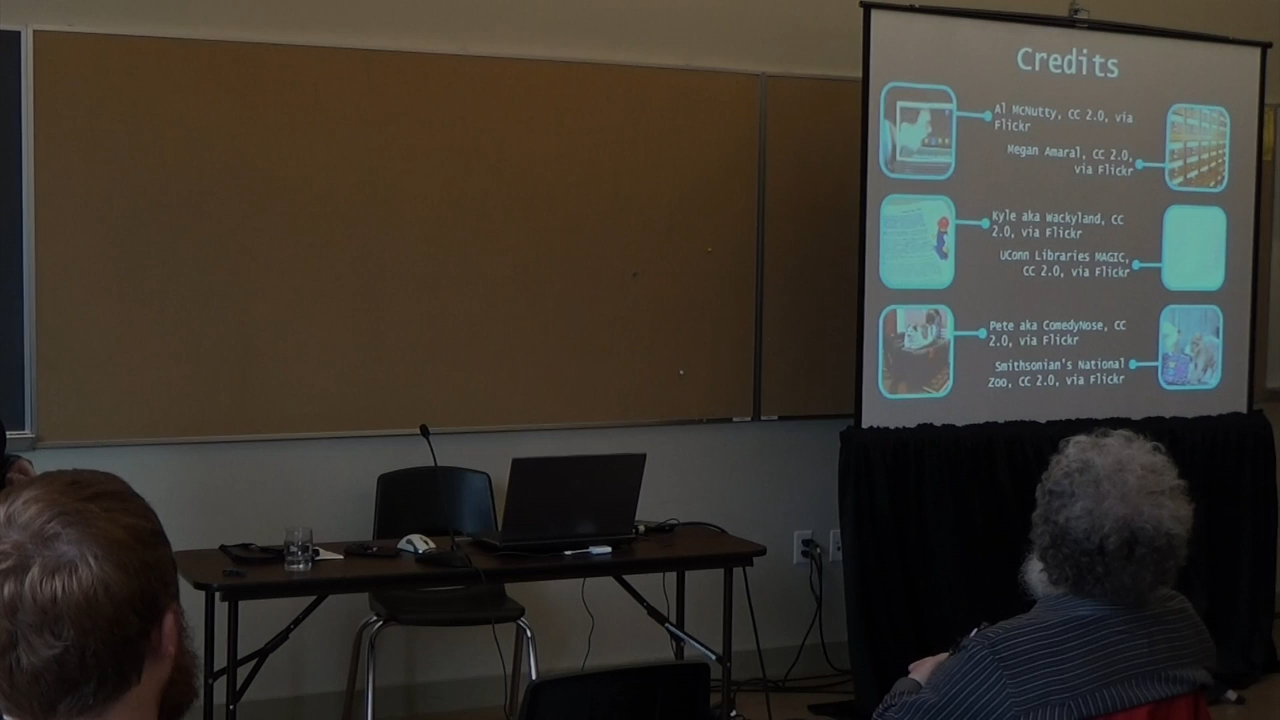 Credits
Al McNutty, CC 2.0, via
Flickr
Megan Amaral, CC 2.0,
via Flickr
Kyle aka Wackyland, CC
2.0, via Flickr
UConn Libraries MAGIC,
CC 2.0, via Flickr
Pete aka ComedyNose, CC
2.0, via Flickr
Smithsonian's National
Zoo, CC 2.0, via Flickr